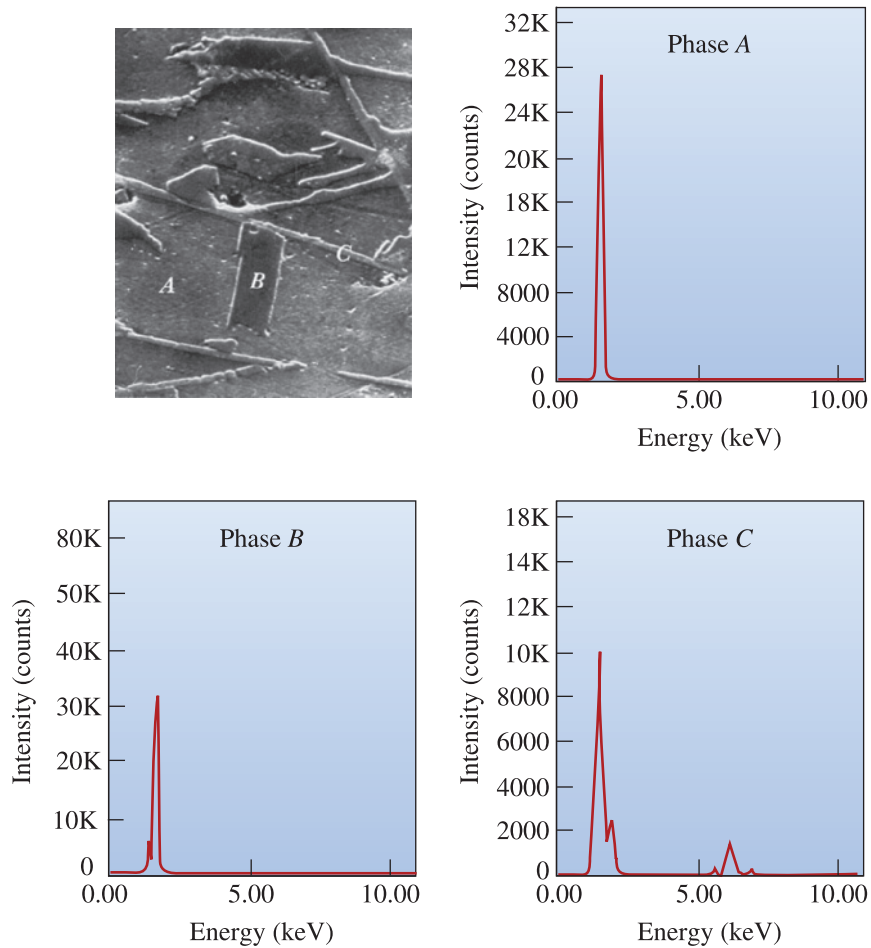 A
B
C
Phase A
Intensity (counts)
32K
28K
24K
20K
18K
12K
8000
4000
0
0.00 5.00 10.00
Energy (keV)
Phase B
Intensity (counts)
80K
50K
40K
30K
20K
10K
0
0.00 5.00 10.00
Energy (keV)
Phase C
Intensity (counts)
18K
14K
12K
10K
8000
6000
4000
2000
0
0.00 5.00 10.00
Energy (keV)